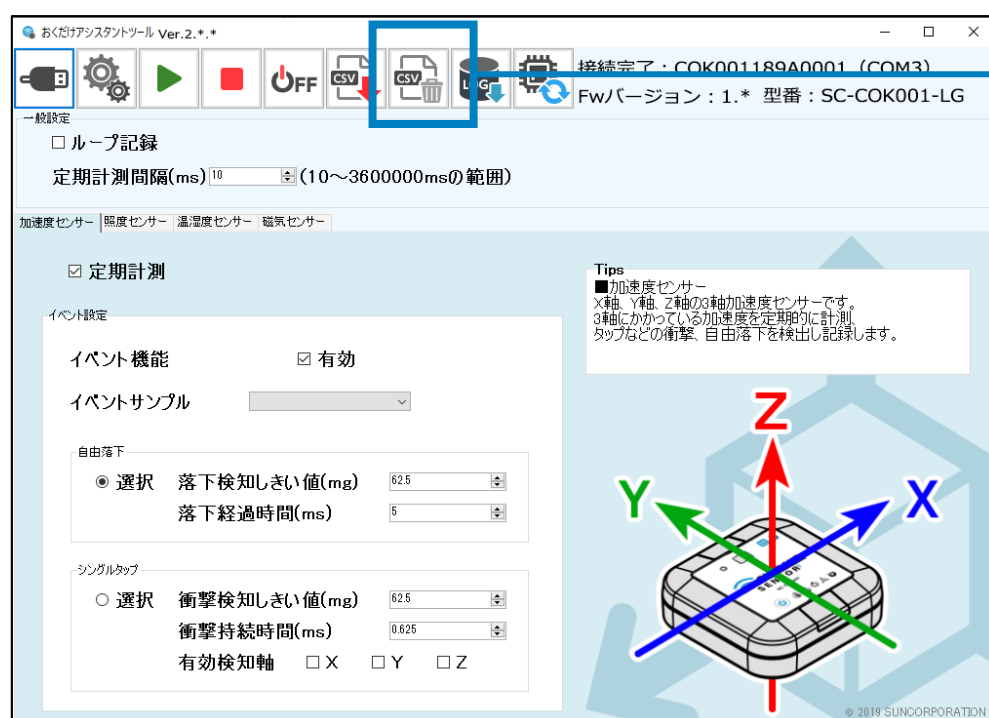 おくだけアシスタントツール Ver.2.*.*
OFF
CSV
CSV
LOG
接続完了：COK001189A0001 (COM3)
Fwバージョン：1.* 型番：SC-COK001-LG
一般設定
ループ記録
定期計測間隔(ms) 10 (10～3600000msの範囲)
加速度センサー 照度センサー 温湿度センサー 磁気センサー
定期計測
イベント設定
イベント機能 有効
イベントサンプル
自由落下
選択 落下検知しきい値(mg) 62.5
落下経過時間(ms) 5
シングルタップ
選択 衝撃検知しきい値(mg) 62.5
衝撃持続時間(ms) 0.625
有効検知軸 X Y Z
Tips
■加速度センサー
X軸、Y軸、Z軸の3軸加速度センサーです。
3軸にかかっている加速度を定期的に計測、
タップなどの衝撃、自由落下を検出し記録します。
Z
Y
X
SENSOR
© 2019 SUNCORPORATION